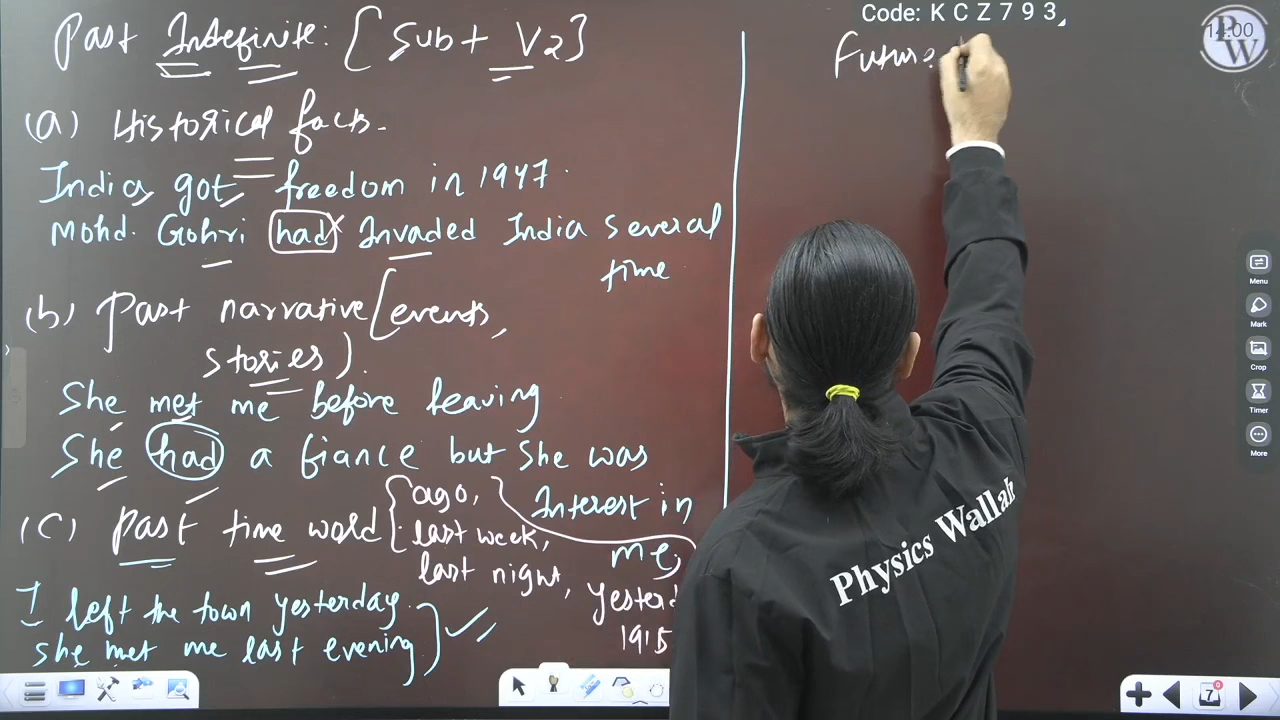 Past Indefinite: [Sub + V2]
(a) Historical facts.
India got freedom in 1947.
Mohd. Gohri had x Invaded India several
time
(b) Past narrative [events,
stories).
She met me before leaving
She had a fiance but she was
Interest in
me,
(C) Past time world { ago,
last week,
last night, yesterd
1915
I left the town yesterday.
she met me last evening.
Code: K C Z 7 9 3
Future
14:00
PW
Physics Wallah
Menu
Mark
Crop
Timer
More
7